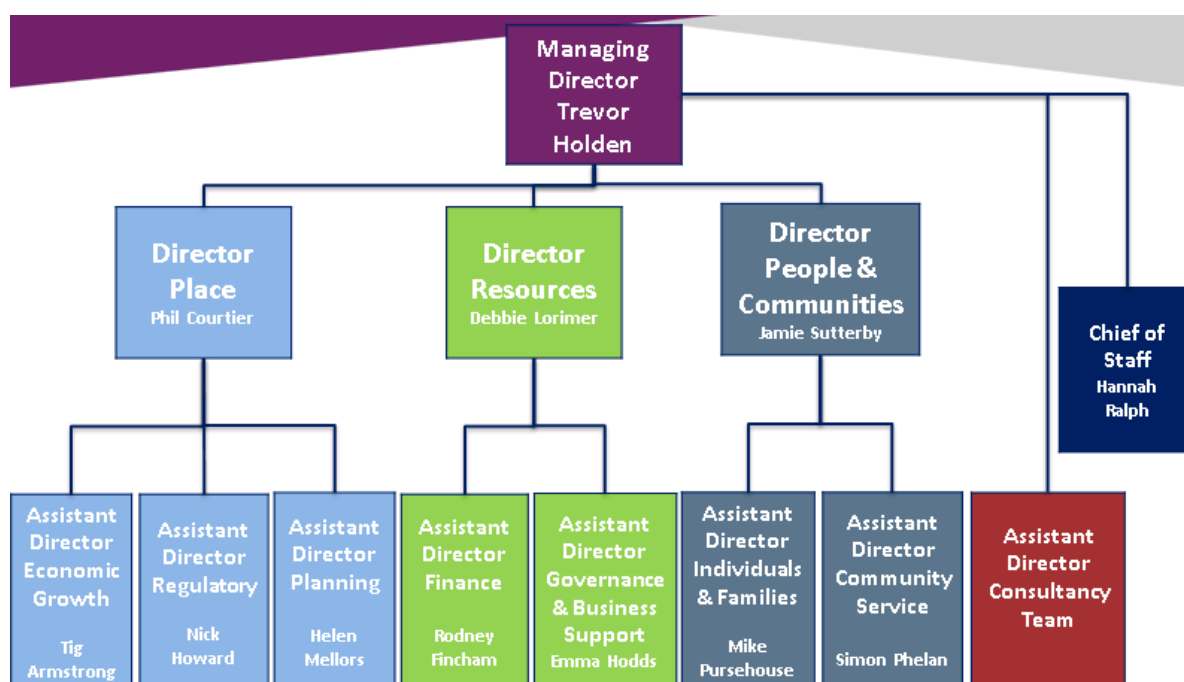 Managing
Director
Trevor
Holden
Director
Place
Phil Courtier
Director
Resources
Debbie Lorimer
Director
People &
Communities
Jamie Sutterby
Chief of
Staff
Hannah
Ralph
Assistant
Director
Economic
Growth
Tig
Armstrong
Assistant
Director
Regulatory
Nick
Howard
Assistant
Director
Planning
Helen
Mellors
Assistant
Director
Finance
Rodney
Fincham
Assistant
Director
Governance
& Business
Support
Emma Hodds
Assistant
Director
Individuals
& Families
Mike
Pursehouse
Assistant
Director
Community
Service
Simon Phelan
Assistant
Director
Consultancy
Team